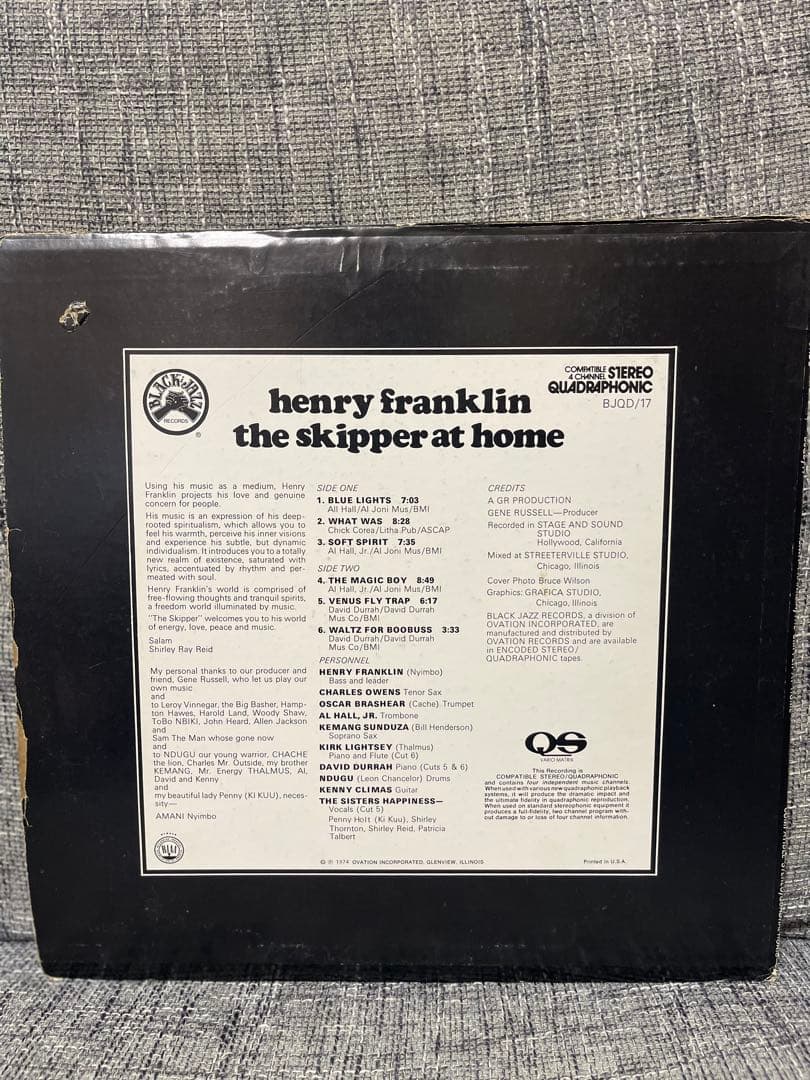 BLACK JAZZ
RECORDS
®
COMPATIBLE
4 CHANNEL STEREO
QUADRAPHONIC
BJQD/17
henry franklin
the skipper at home
Using his music as a medium, Henry
Franklin projects his love and genuine
concern for people.
His music is an expression of his deep-
rooted spiritualism, which allows you to
feel his warmth, perceive his inner visions
and experience his subtle, but dynamic
individualism. It introduces you to a totally
new realm of existence, saturated with
lyrics, accentuated by rhythm and per-
meated with soul.
Henry Franklin's world is comprised of
free-flowing thoughts and tranquil spirits,
a freedom world illuminated by music.
"The Skipper" welcomes you to his world
of energy, love, peace and music.
Salam
Shirley Ray Reid
My personal thanks to our producer and
friend, Gene Russell, who let us play our
own music
and
to Leroy Vinnegar, the Big Basher, Hamp-
ton Hawes, Harold Land, Woody Shaw,
ToBo NBIKI, John Heard, Allen Jackson
and
Sam The Man whose gone now
and
to NDUGU our young warrior, CHACHE
the lion, Charles Mr. Outside, my brother
KEMANG, Mr. Energy THALMUS, Al,
David and Kenny
and
my beautiful lady Penny (KI KUU), neces-
sity—
AMANI Nyimbo
SIDE ONE
1. BLUE LIGHTS 7:03
All Hall/Al Joni Mus/BMI
2. WHAT WAS 8:28
Chick Corea/Litha Pub/ASCAP
3. SOFT SPIRIT 7:35
Al Hall, Jr./Al Joni Mus/BMI
SIDE TWO
4. THE MAGIC BOY 8:49
Al Hall, Jr./Al Joni Mus/BMI
5. VENUS FLY TRAP 6:17
David Durrah/David Durrah
Mus Co/BMI
6. WALTZ FOR BOOBUSS 3:33
David Durrah/David Durrah
Mus Co/BMI
PERSONNEL
HENRY FRANKLIN (Nyimbo)
Bass and leader
CHARLES OWENS Tenor Sax
OSCAR BRASHEAR (Cache) Trumpet
AL HALL, JR. Trombone
KEMANG SUNDUZA (Bill Henderson)
Soprano Sax
KIRK LIGHTSEY (Thalmus)
Piano and Flute (Cut 6)
DAVID DURRAH Piano (Cuts 5 & 6)
NDUGU (Leon Chancelor) Drums
KENNY CLIMAS Guitar
THE SISTERS HAPPINESS—
Vocals (Cut 5)
Penny Holt (Ki Kuu), Shirley
Thornton, Shirley Reid, Patricia
Talbert
CREDITS
A GR PRODUCTION
GENE RUSSELL—Producer
Recorded in STAGE AND SOUND
STUDIO
Hollywood, California
Mixed at STREETERVILLE STUDIO,
Chicago, Illinois
Cover Photo Bruce Wilson
Graphics: GRAFICA STUDIO,
Chicago, Illinois
BLACK JAZZ RECORDS, a division of
OVATION INCORPORATED, are
manufactured and distributed by
OVATION RECORDS and are available
in ENCODED STEREO/
QUADRAPHONIC tapes.
QS
VARIO MATRIX
This Recording is
COMPATIBLE STEREO/QUADRAPHONIC
and contains four independent music channels.
When used with various new quadraphonic playback
systems, it will produce the dramatic impact and
the ultimate fidelity in quadraphonic reproduction.
When used on standard stereophonic equipment it
produces a full-fidelity, two channel program with-
out damage to or loss of four channel information.
© ℗ 1974 OVATION INCORPORATED, GLENVIEW, ILLINOIS
Printed in U.S.A.